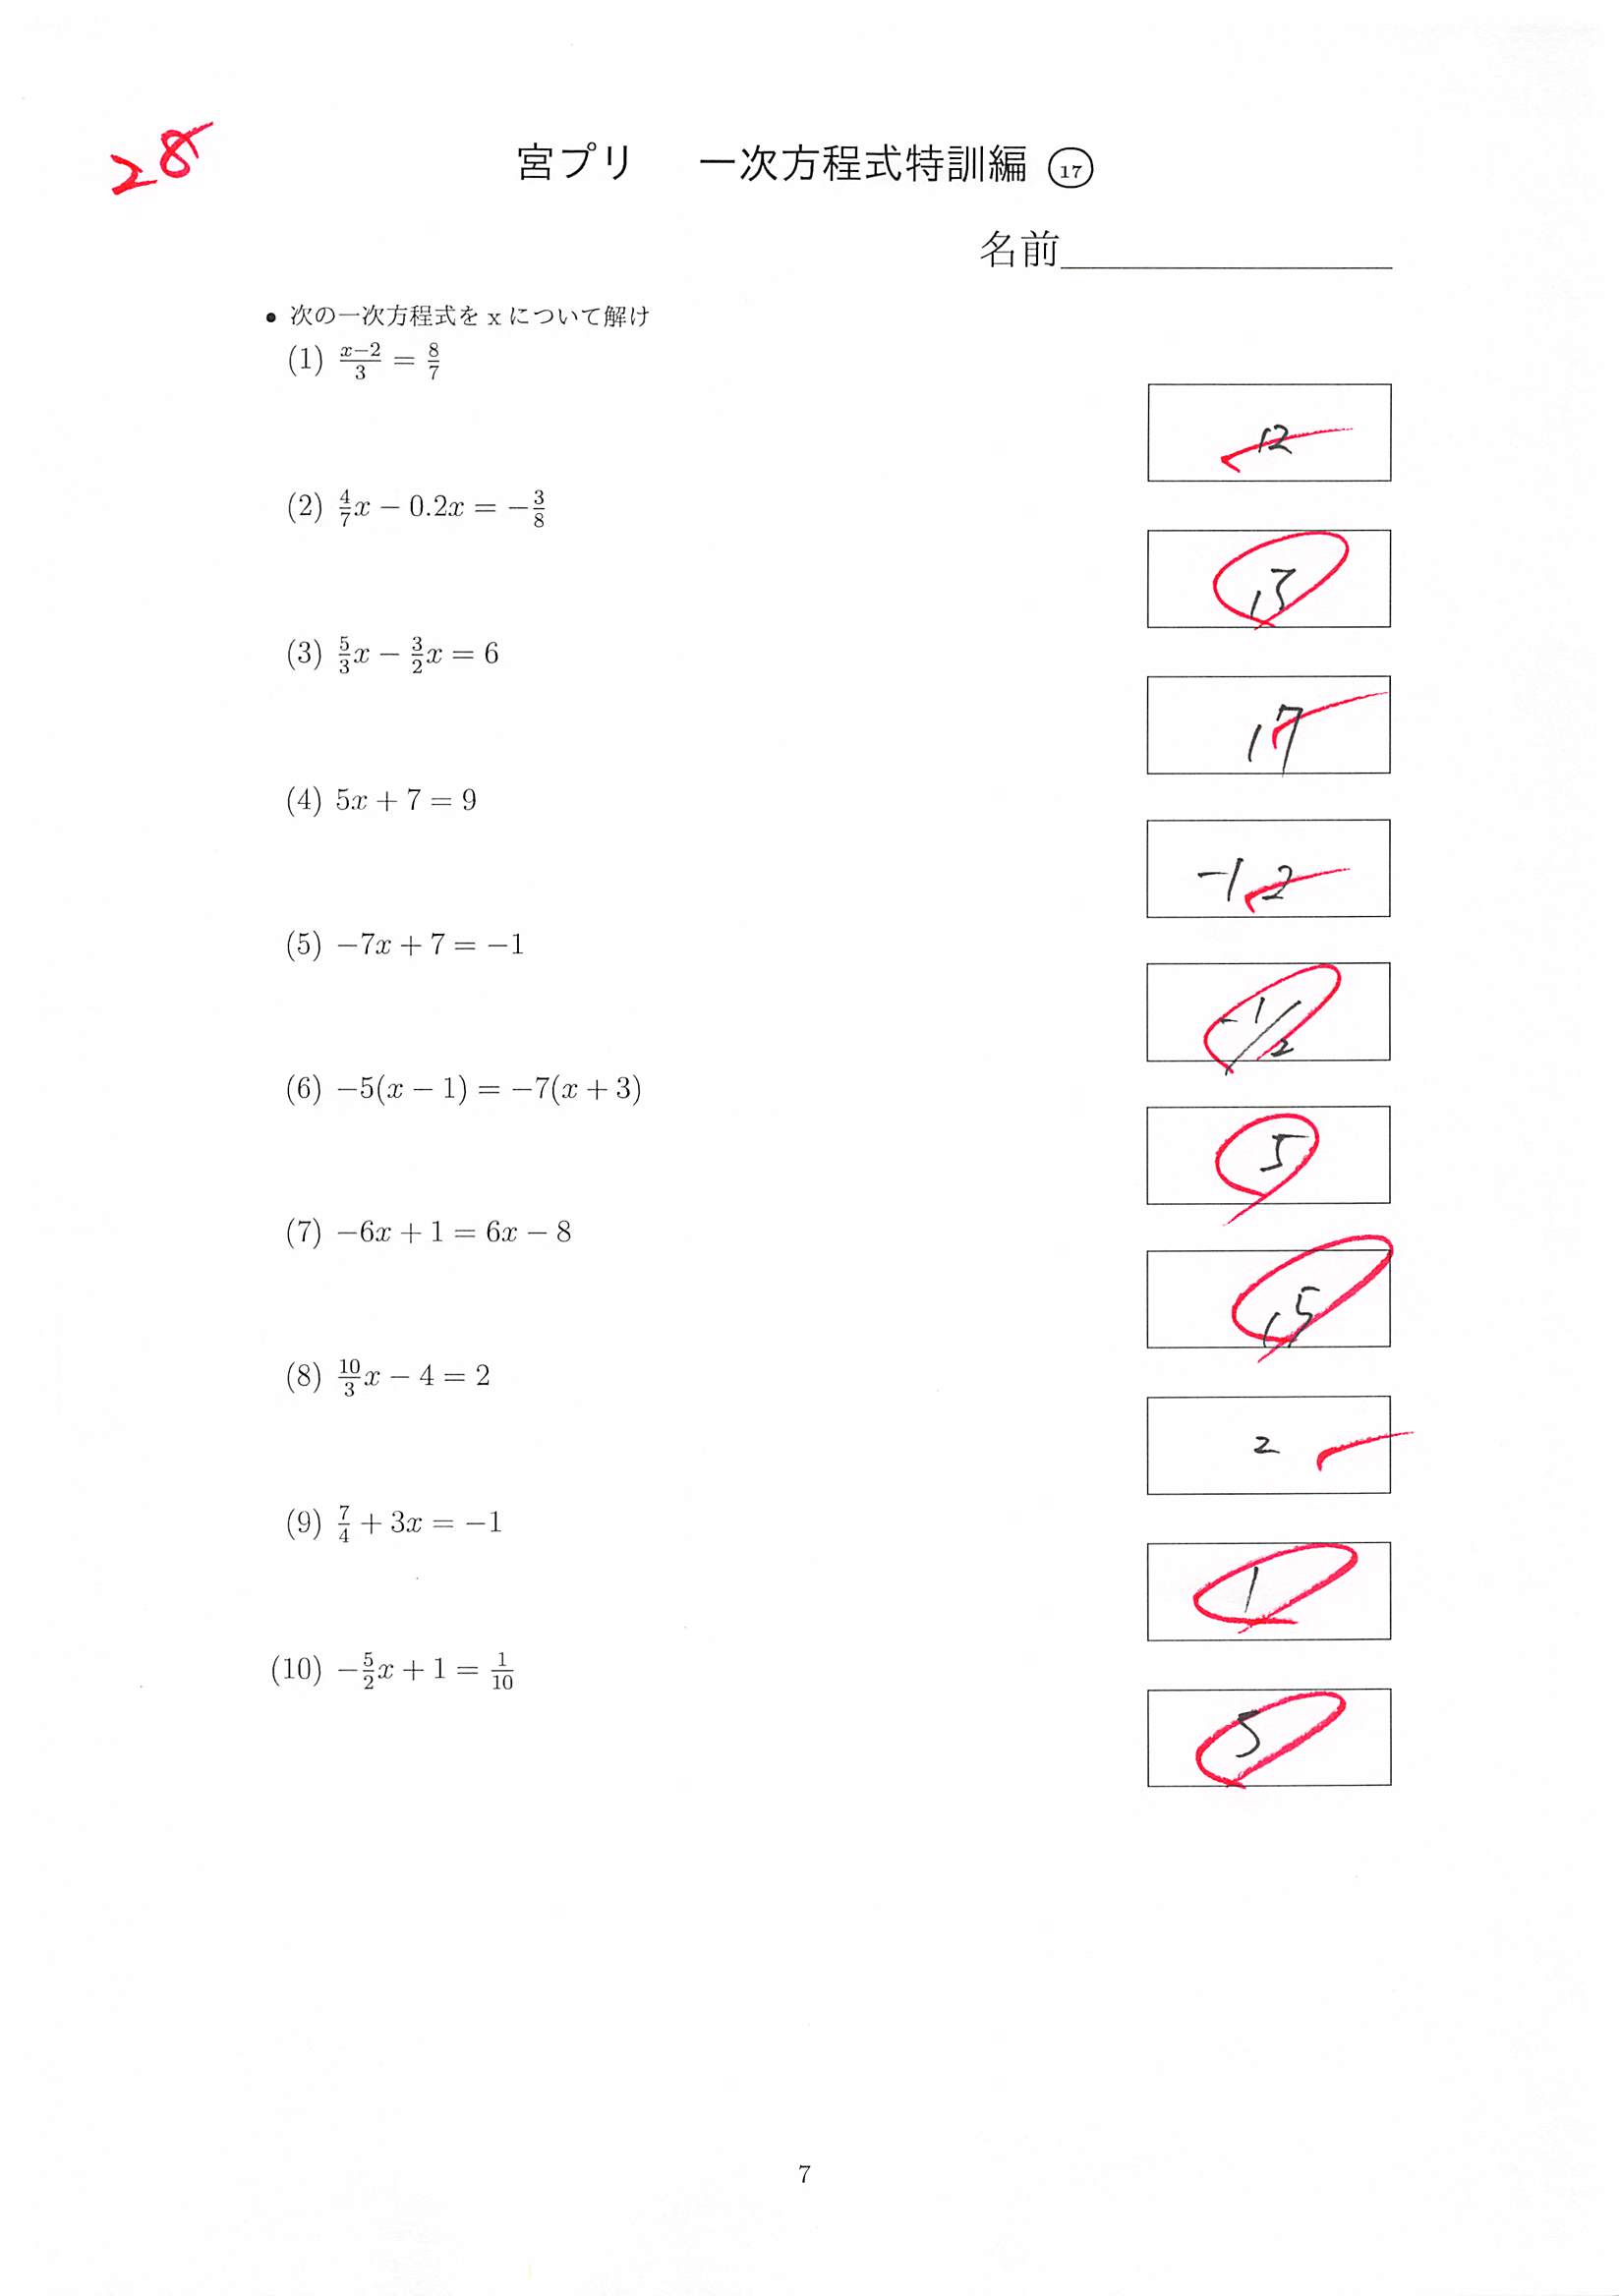 28
宮プリ 一次方程式特訓編 ⑰
名前
• 次の一次方程式を x について解け
(1) \frac{x-2}{3} = \frac{8}{7}
12
(2) \frac{4}{7}x − 0.2x = −\frac{3}{8}
13
(3) \frac{5}{3}x − \frac{3}{2}x = 6
17
(4) 5x + 7 = 9
-12
(5) −7x + 7 = −1
-1/2
(6) −5(x − 1) = −7(x + 3)
5
(7) −6x + 1 = 6x − 8
15
(8) \frac{10}{3}x − 4 = 2
2
(9) \frac{7}{4} + 3x = −1
1
(10) −\frac{5}{2}x + 1 = \frac{1}{10}
5
7